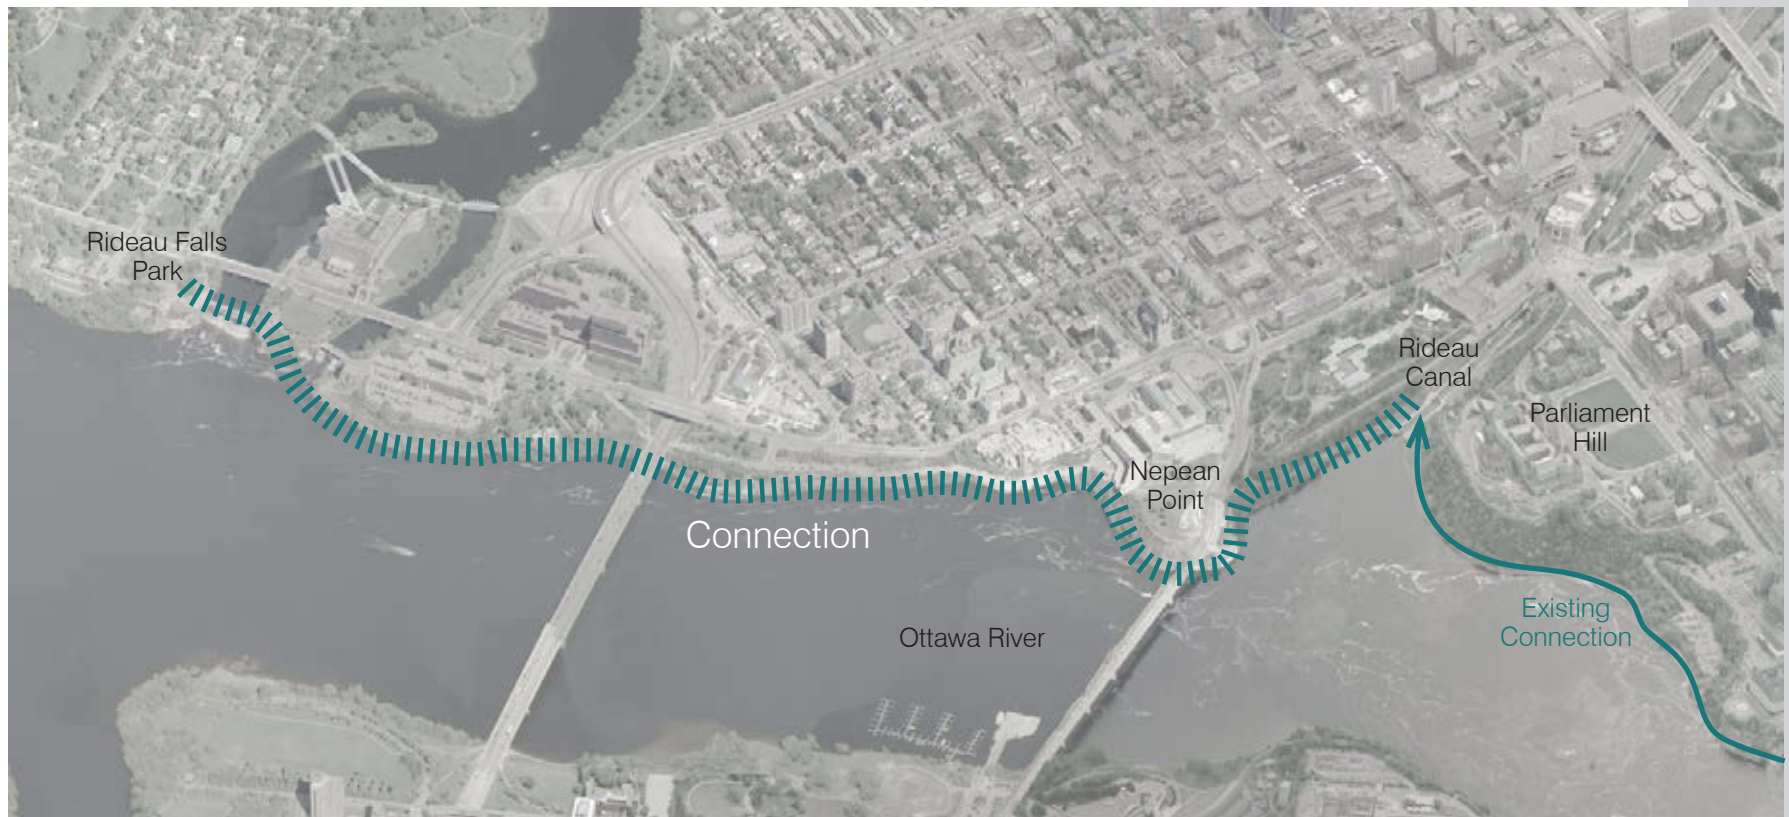 Rideau Falls
Park
Rideau
Canal
Parliament
Hill
Nepean
Point
Connection
Existing
Connection
Ottawa River